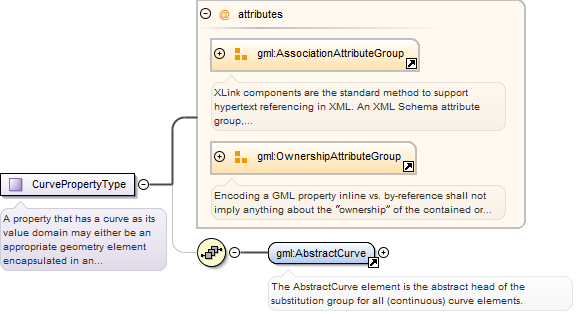 @ attributes
gml:AssociationAttributeGroup
XLink components are the standard method to support
hypertext referencing in XML. An XML Schema attribute
group,...
gml:OwnershipAttributeGroup
Encoding a GML property inline vs. by-reference shall not
imply anything about the "ownership" of the contained or...
CurvePropertyType
A property that has a curve as its
value domain may either be an
appropriate geometry element
encapsulated in an...
gml:AbstractCurve
The AbstractCurve element is the abstract head of the
substitution group for all (continuous) curve elements.